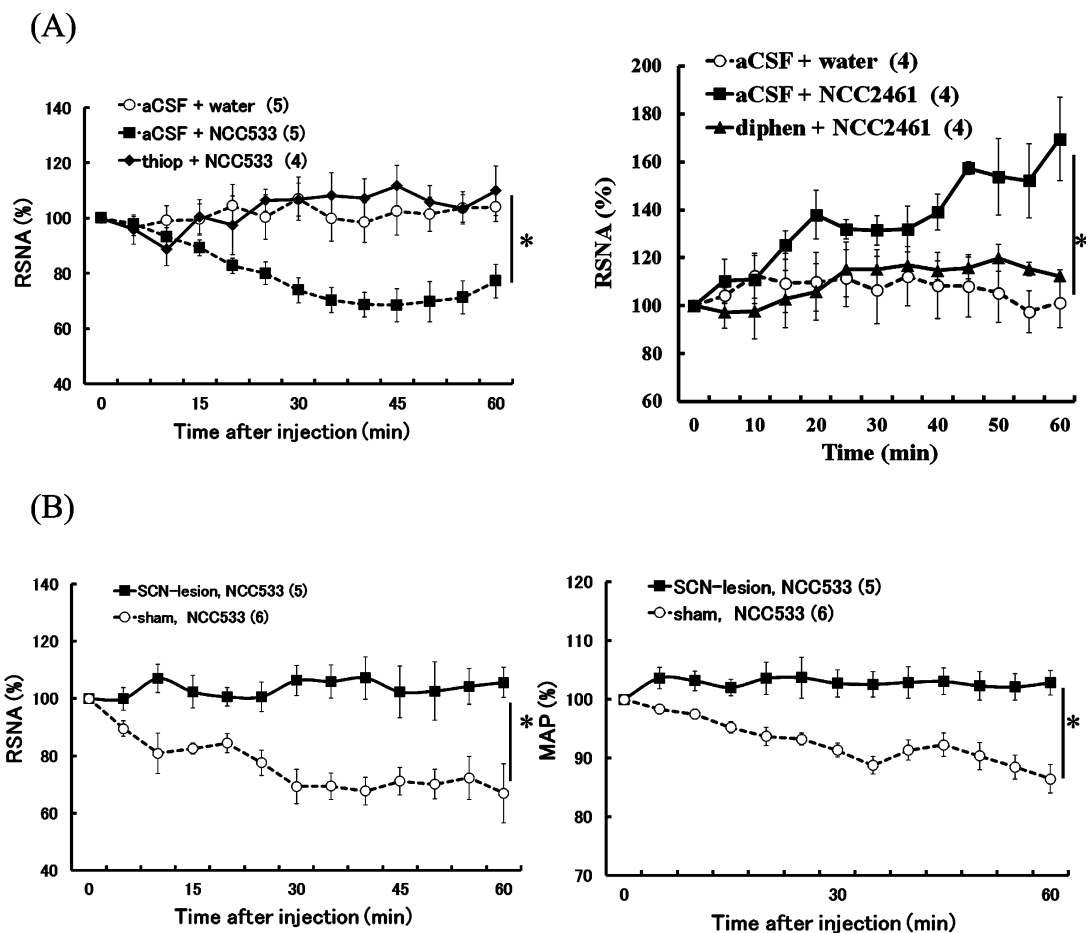 (A)
aCSF + water (5)
aCSF + NCC533 (5)
thiop + NCC533 (4)
140
120
100
80
60
40
RSNA (%)
*
0 15 30 45 60
Time after injection (min)
aCSF + water (4)
aCSF + NCC2461 (4)
diphen + NCC2461 (4)
200
180
160
140
120
100
80
60
RSNA (%)
*
0 10 20 30 40 50 60
Time (min)
(B)
SCN-lesion, NCC533 (5)
sham, NCC533 (6)
140
120
100
80
60
40
RSNA (%)
*
0 15 30 45 60
Time after injection (min)
SCN-lesion, NCC533 (5)
sham, NCC533 (6)
120
110
100
90
80
70
MAP (%)
*
0 30 60
Time after injection (min)